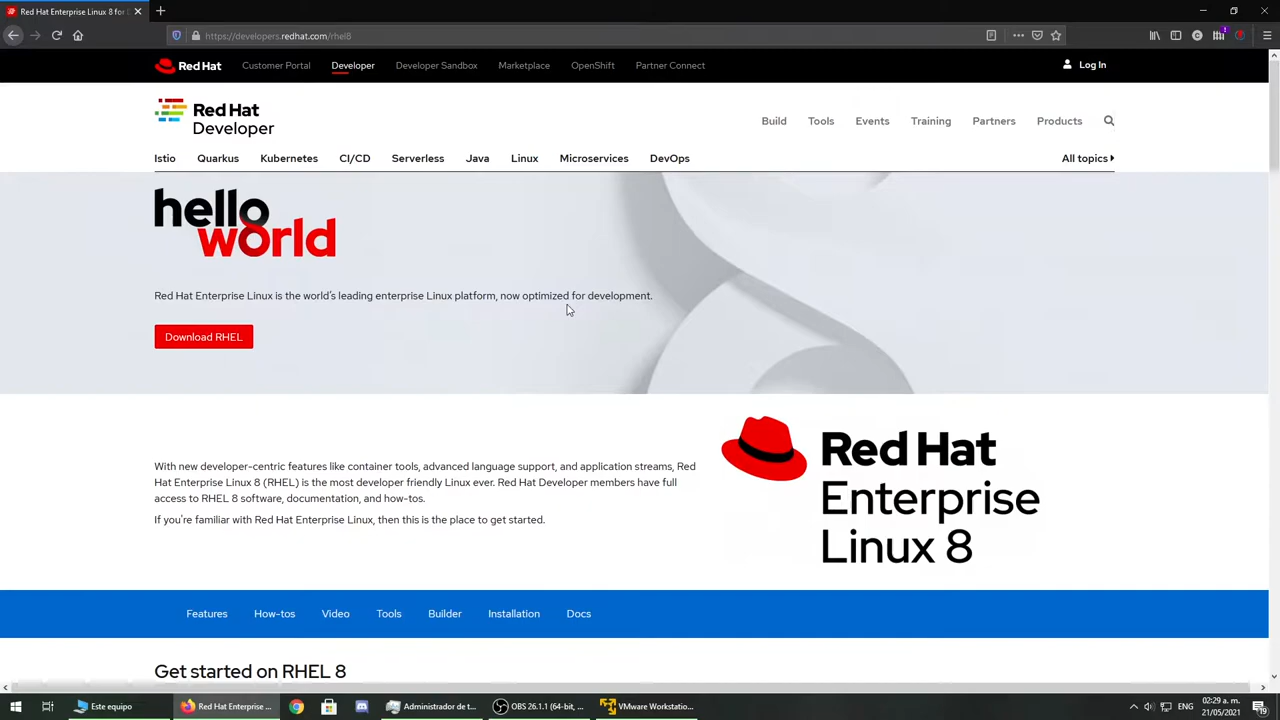 Red Hat Enterprise Linux 8 for D
https://developers.redhat.com/rhel8
Red Hat
Customer Portal
Developer
Developer Sandbox
Marketplace
OpenShift
Partner Connect
Log In
Red Hat
Developer
Build
Tools
Events
Training
Partners
Products
Istio
Quarkus
Kubernetes
CI/CD
Serverless
Java
Linux
Microservices
DevOps
All topics
hello
world
Red Hat Enterprise Linux is the world's leading enterprise Linux platform, now optimized for development.
Download RHEL
With new developer-centric features like container tools, advanced language support, and application streams, Red
Hat Enterprise Linux 8 (RHEL) is the most developer friendly Linux ever. Red Hat Developer members have full
access to RHEL 8 software, documentation, and how-tos.
If you're familiar with Red Hat Enterprise Linux, then this is the place to get started.
Red Hat
Enterprise
Linux 8
Features
How-tos
Video
Tools
Builder
Installation
Docs
Get started on RHEL 8
Este equipo
Red Hat Enterprise ...
Administrador de t...
OBS 26.1.1 (64-bit, ...
VMware Workstatio...
ENG
02:29 a. m.
21/05/2021